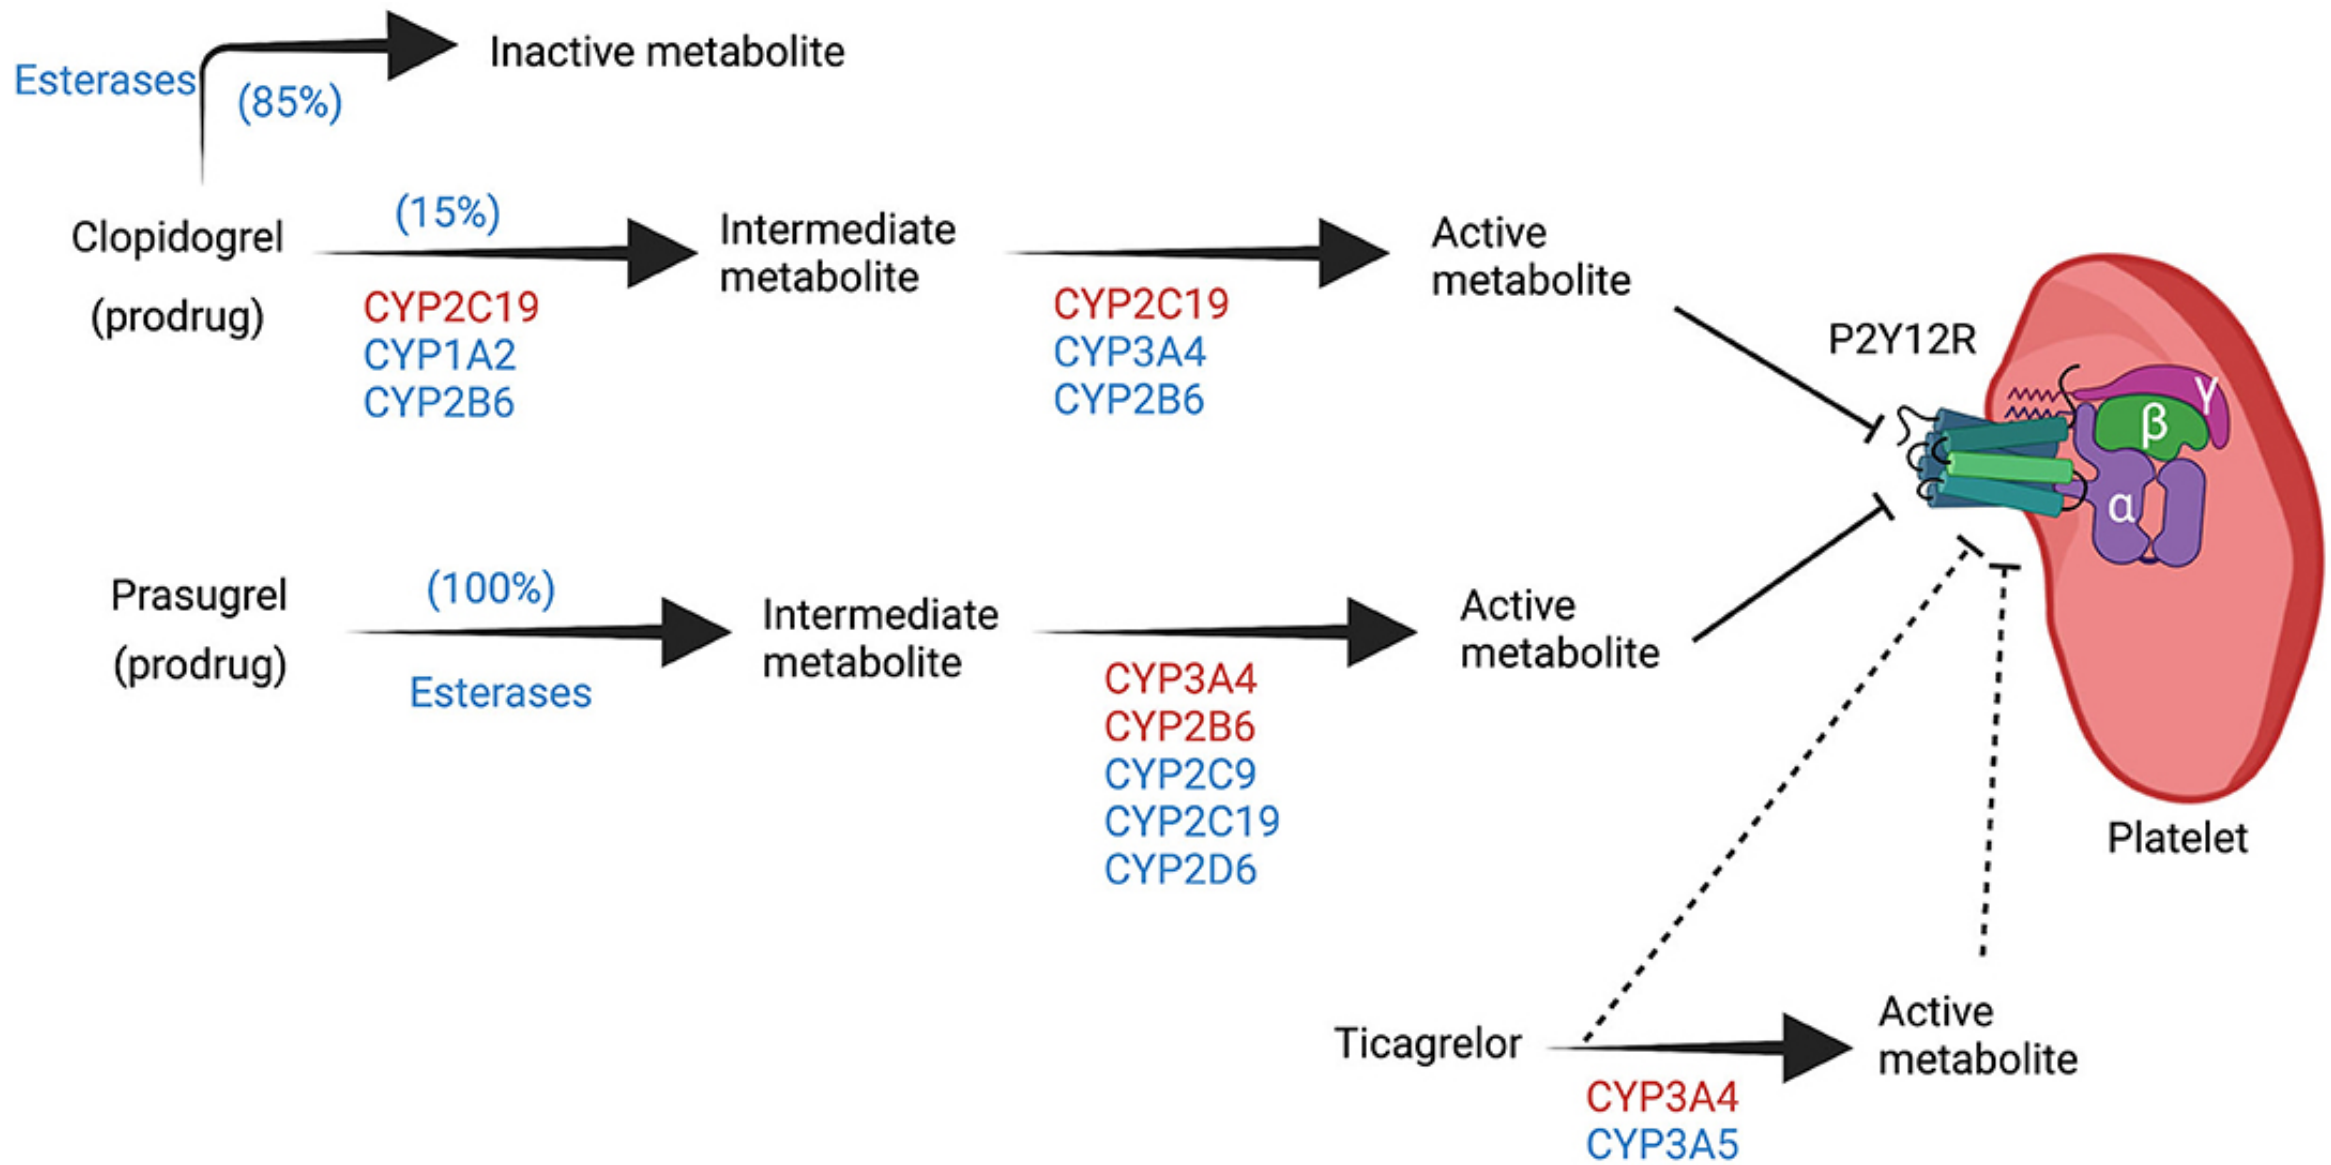 Esterases
(85%)
Inactive metabolite
Clopidogrel
(prodrug)
(15%)
CYP2C19
CYP1A2
CYP2B6
Intermediate
metabolite
CYP2C19
CYP3A4
CYP2B6
Active
metabolite
P2Y12R
γ
β
α
Platelet
Prasugrel
(prodrug)
(100%)
Esterases
Intermediate
metabolite
CYP3A4
CYP2B6
CYP2C9
CYP2C19
CYP2D6
Active
metabolite
Ticagrelor
CYP3A4
CYP3A5
Active
metabolite